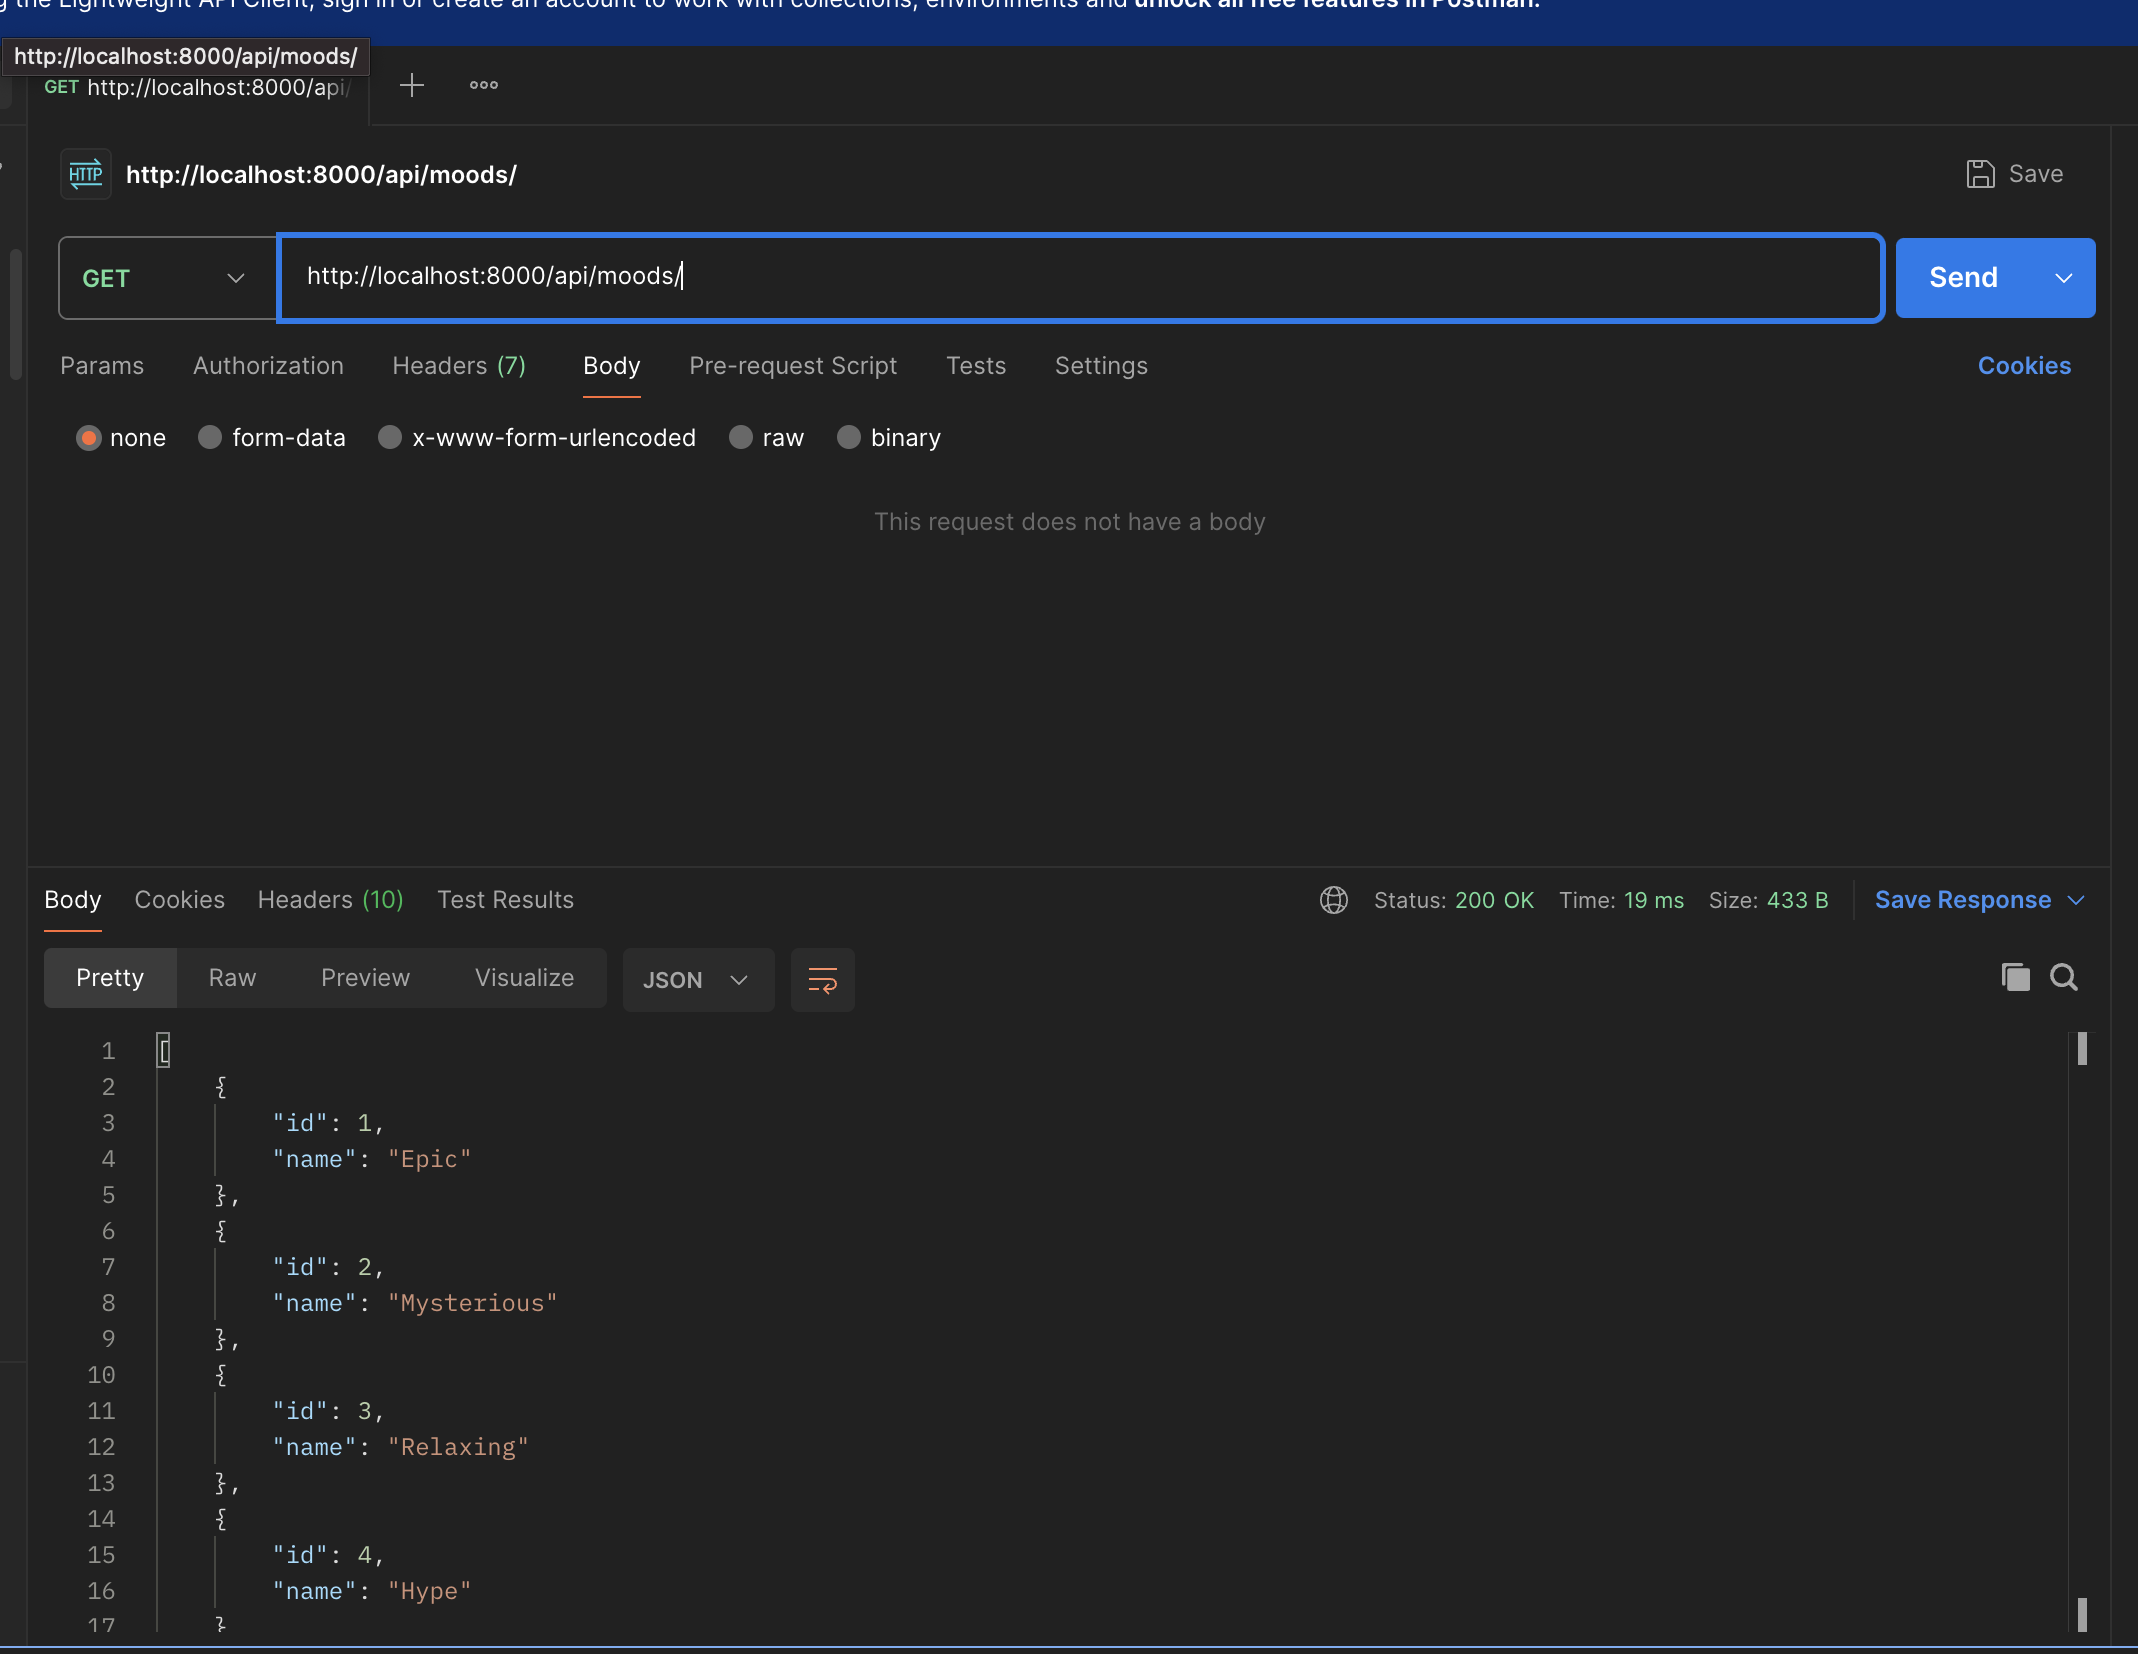 the Lightweight API Client, sign in or create an account to work with collections, environments and unlock all free features in Postman.
http://localhost:8000/api/moods/
GET http://localhost:8000/api/
HTTP http://localhost:8000/api/moods/ Save
GET http://localhost:8000/api/moods/ Send
Params Authorization Headers (7) Body Pre-request Script Tests Settings Cookies
none form-data x-www-form-urlencoded raw binary
This request does not have a body
Body Cookies Headers (10) Test Results Status: 200 OK Time: 19 ms Size: 433 B Save Response
Pretty Raw Preview Visualize JSON
1 [
2 {
3 "id": 1,
4 "name": "Epic"
5 },
6 {
7 "id": 2,
8 "name": "Mysterious"
9 },
10 {
11 "id": 3,
12 "name": "Relaxing"
13 },
14 {
15 "id": 4,
16 "name": "Hype"
17 }